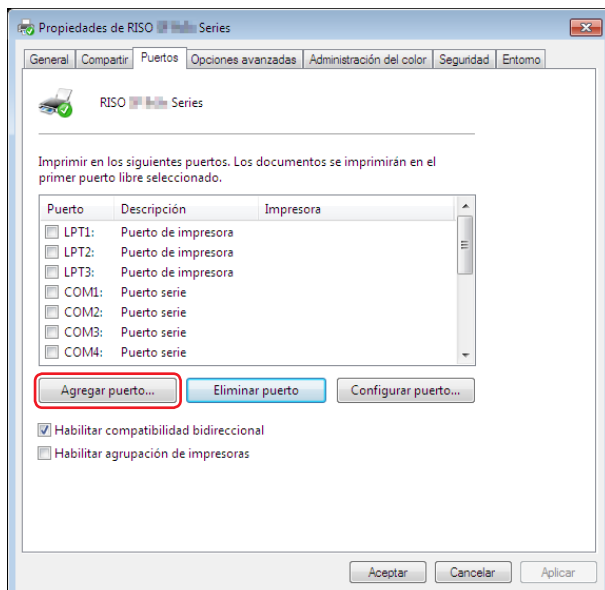 Propiedades de RISO Series
General Compartir Puertos Opciones avanzadas Administración del color Seguridad Entorno
RISO Series
Imprimir en los siguientes puertos. Los documentos se imprimirán en el
primer puerto libre seleccionado.
Puerto Descripción Impresora
LPT1: Puerto de impresora
LPT2: Puerto de impresora
LPT3: Puerto de impresora
COM1: Puerto serie
COM2: Puerto serie
COM3: Puerto serie
COM4: Puerto serie
Agregar puerto... Eliminar puerto Configurar puerto...
Habilitar compatibilidad bidireccional
Habilitar agrupación de impresoras
Aceptar Cancelar Aplicar